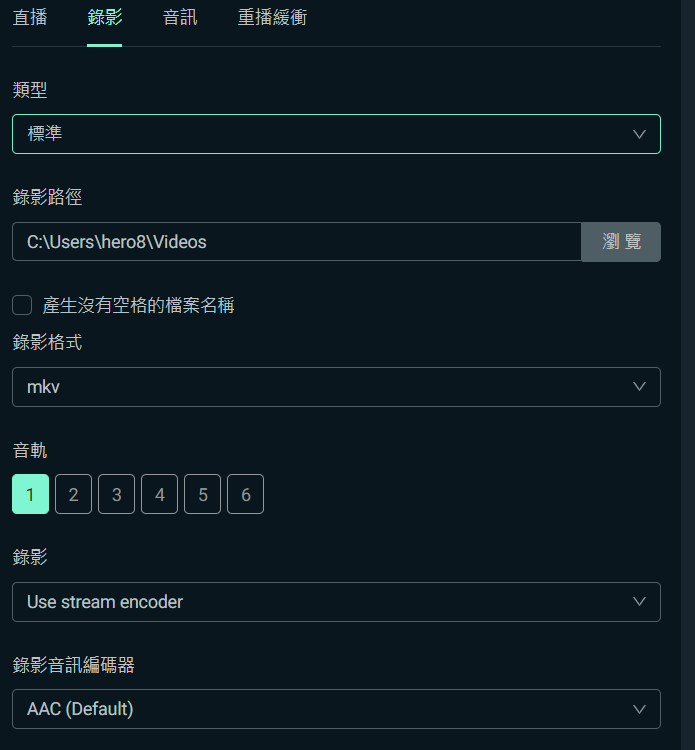 直播 錄影 音訊 重播緩衝
類型
標準
錄影路徑
C:\Users\hero8\Videos 瀏覽
產生沒有空格的檔案名稱
錄影格式
mkv
音軌
1 2 3 4 5 6
錄影
Use stream encoder
錄影音訊編碼器
AAC (Default)